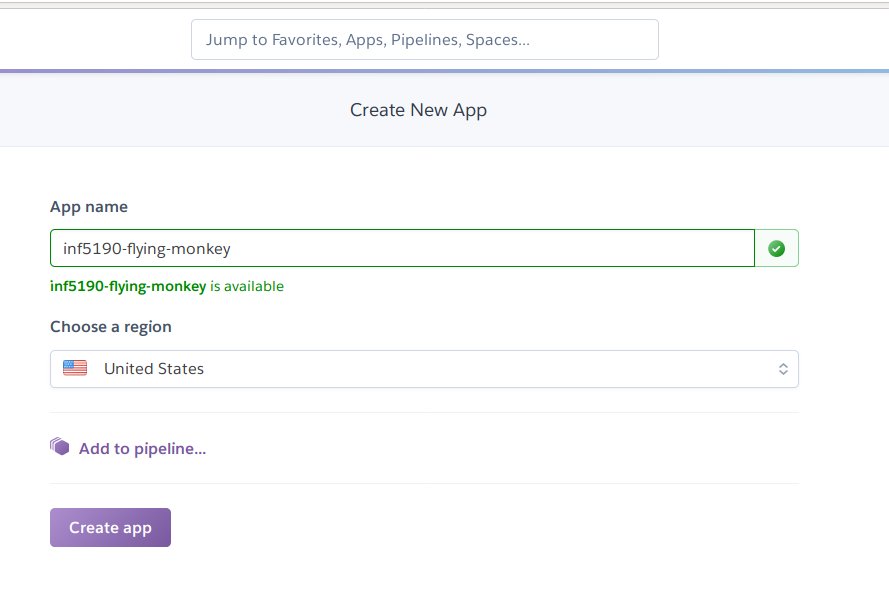 Jump to Favorites, Apps, Pipelines, Spaces...
Create New App
App name
inf5190-flying-monkey
inf5190-flying-monkey is available
Choose a region
United States
Add to pipeline...
Create app